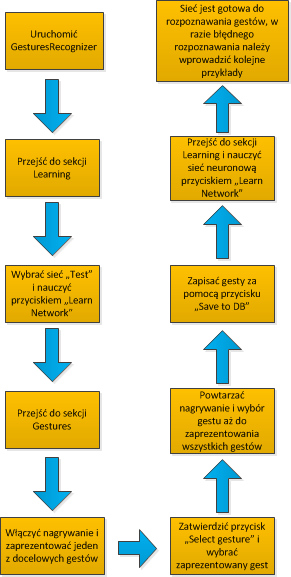 Uruchomić
GesturesRecognizer
Przejść do sekcji
Learning
Wybrać sieć „Test”
i nauczyć
przyciskiem „Learn
Network”
Przejść do sekcji
Gestures
Włączyć nagrywanie i
zaprezentować jeden
z docelowych gestów
Zatwierdzić przycisk
„Select gesture” i
wybrać
zaprezentowany gest
Powtarzać
nagrywanie i wybór
gestu aż do
zaprezentowania
wszystkich gestów
Zapisać gesty za
pomocą przycisku
„Save to DB”
Przejść do sekcji
Learning i nauczyć
sieć neuronową
przyciskiem „Learn
Network”
Sieć jest gotowa do
rozpoznawania gestów, w
razie błędnego
rozpoznawania należy
wprowadzić kolejne
przykłady